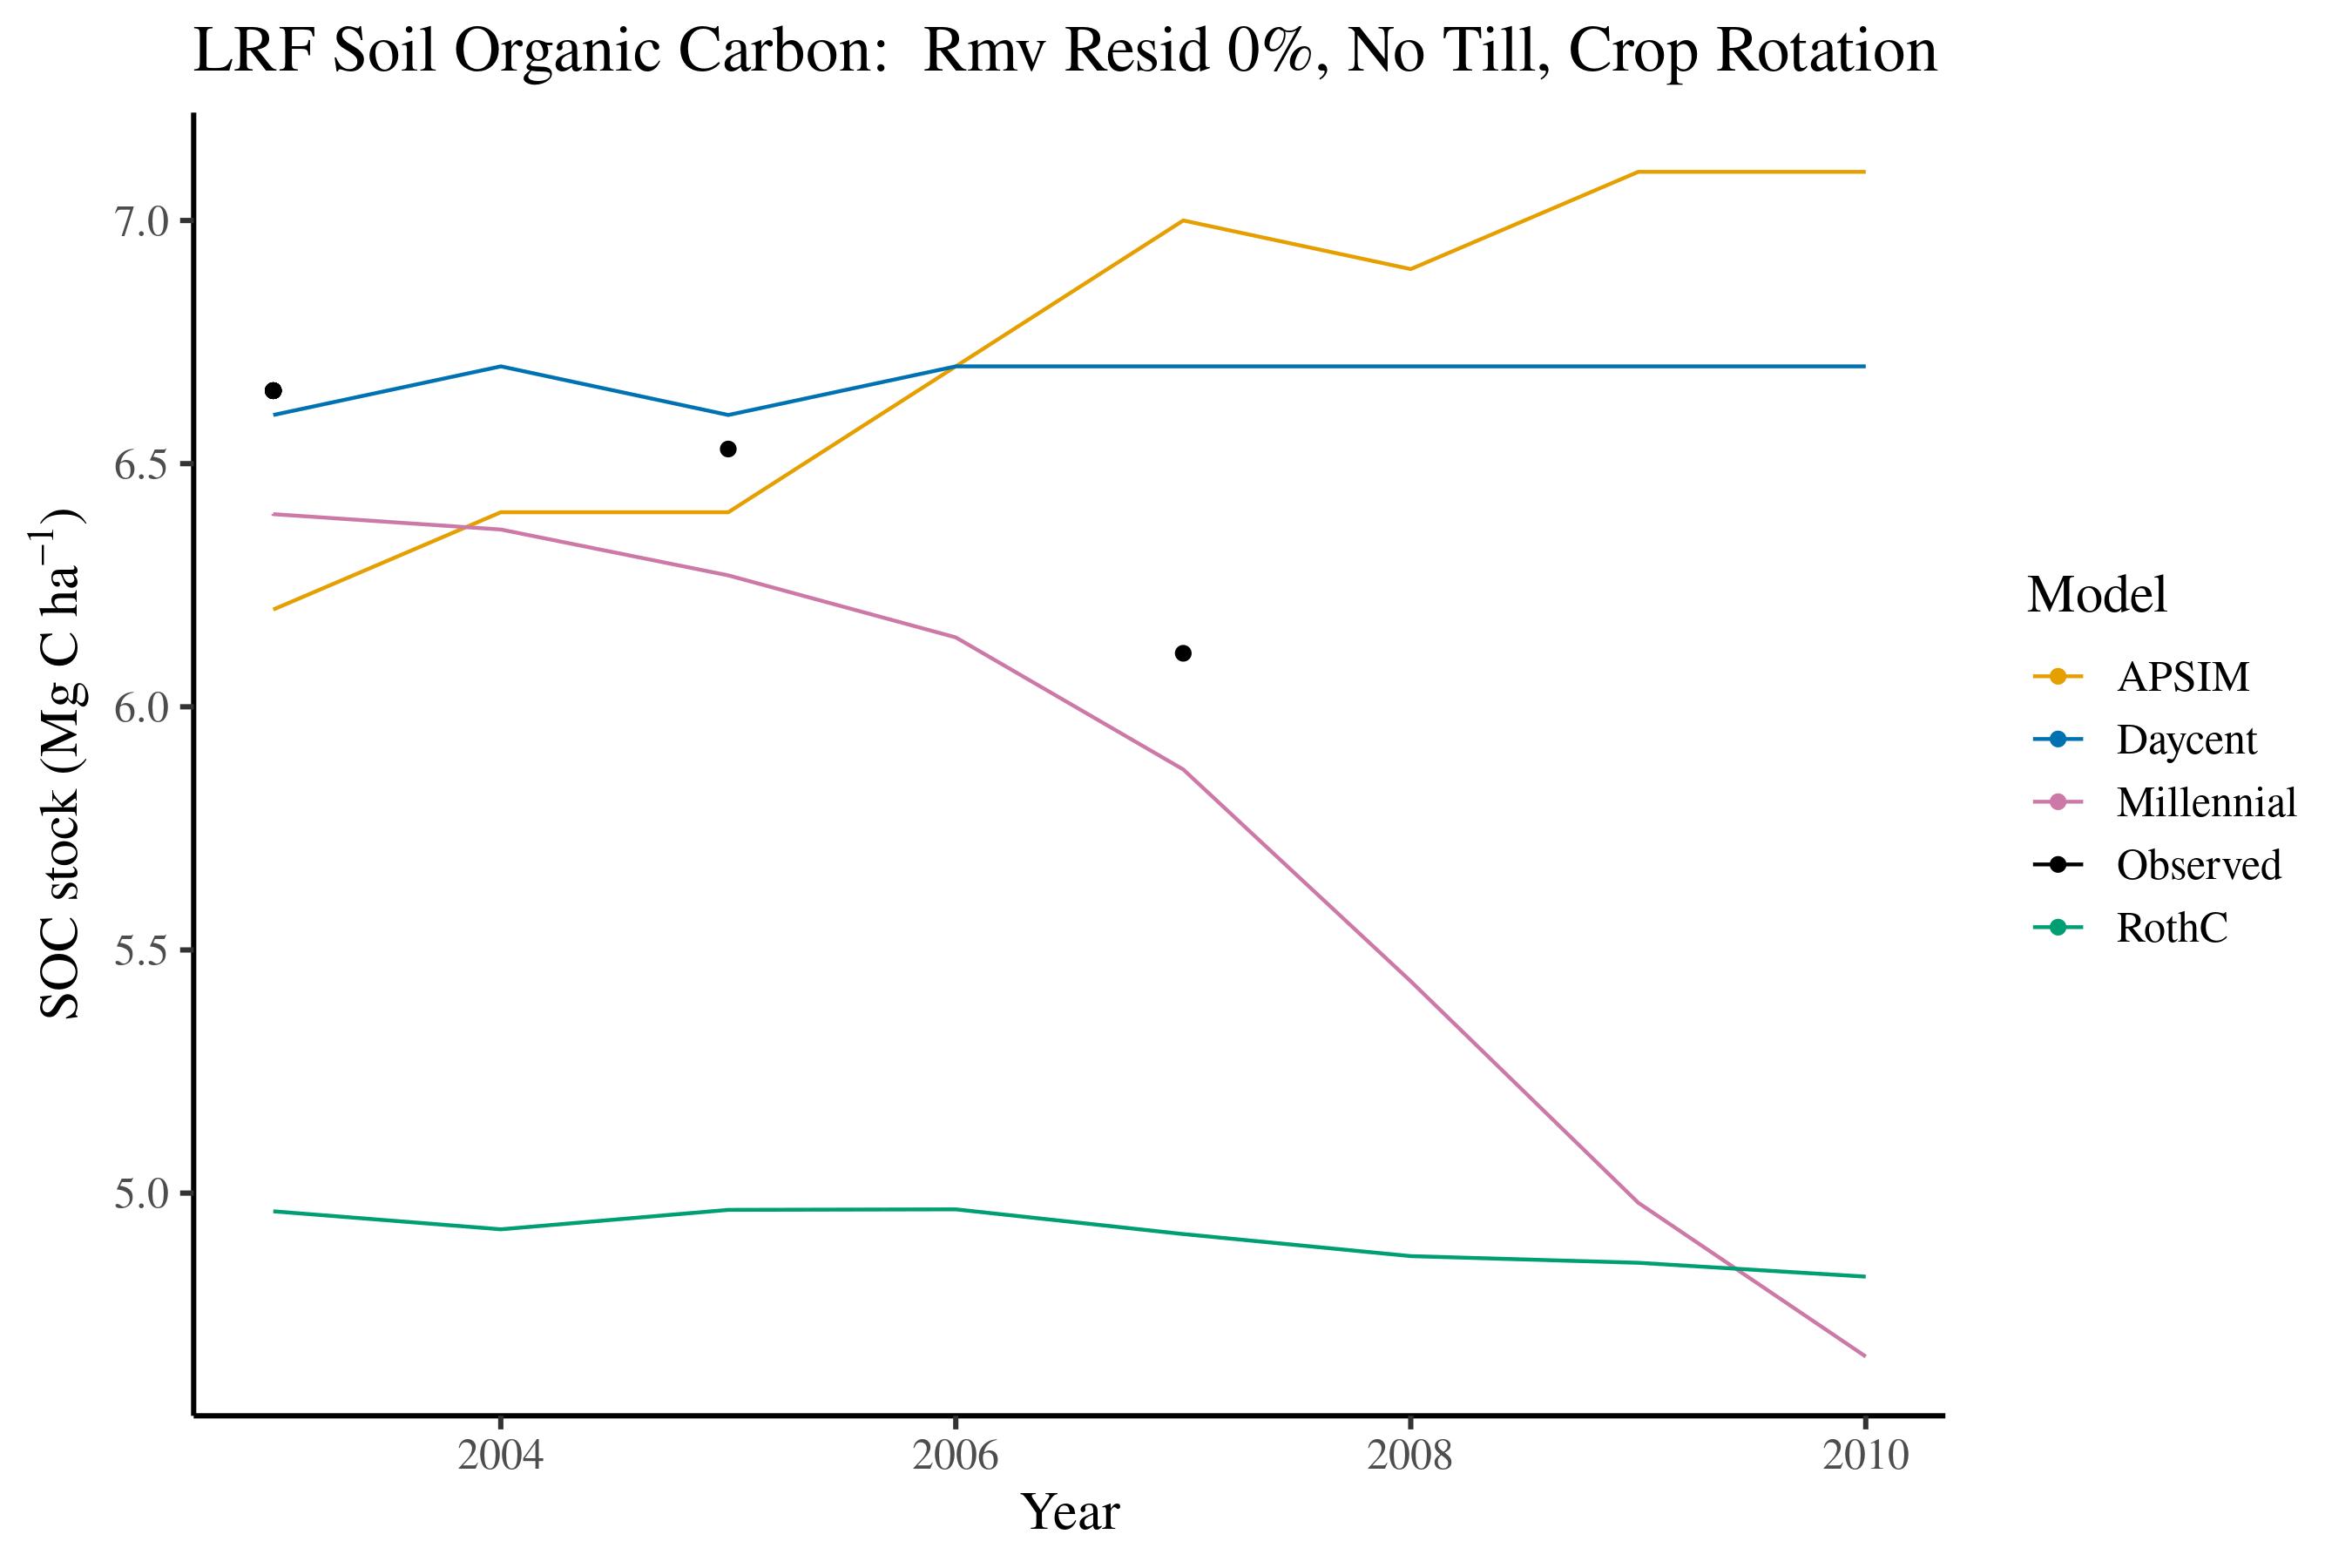 LRF Soil Organic Carbon:  Rmv Resid 0%, No Till, Crop Rotation
SOC stock (Mg C ha⁻¹)
7.0
6.5
6.0
5.5
5.0
2004
2006
2008
2010
Year
Model
APSIM
Daycent
Millennial
Observed
RothC